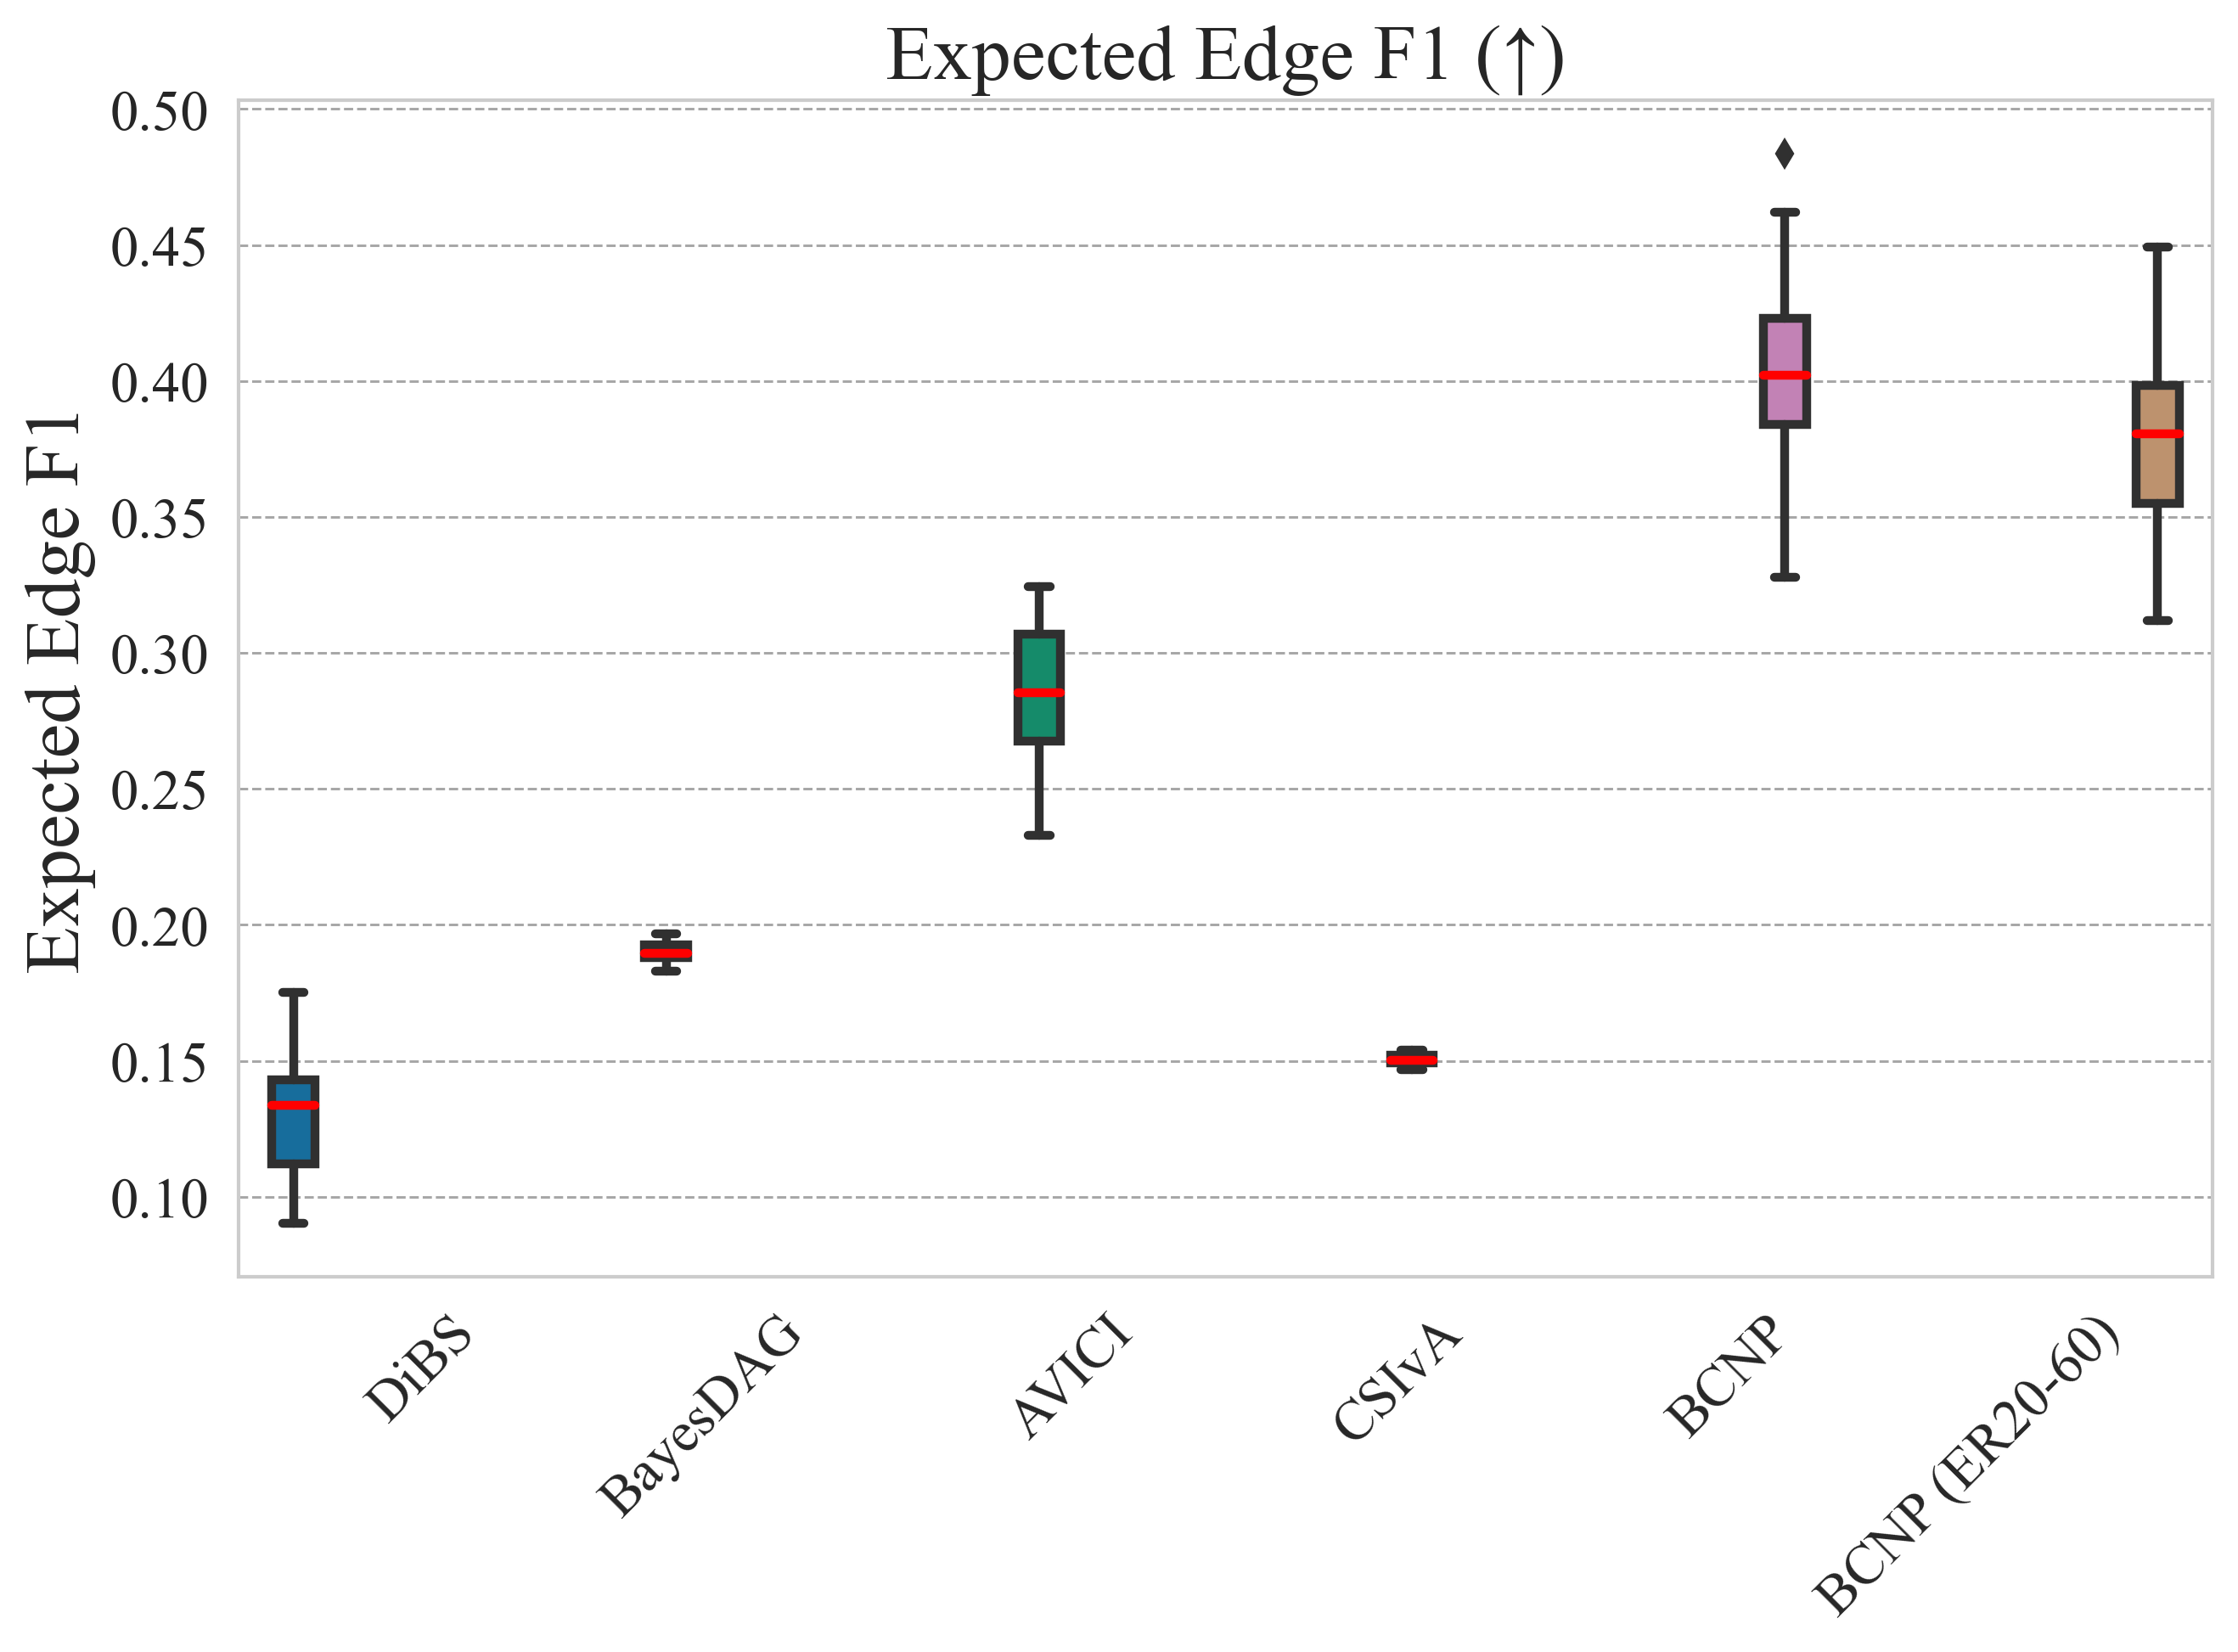 Expected Edge F1 (↑)
Expected Edge F1
0.50
0.45
0.40
0.35
0.30
0.25
0.20
0.15
0.10
DiBS
BayesDAG
AVICI
CSIvA
BCNP
BCNP (ER20-60))